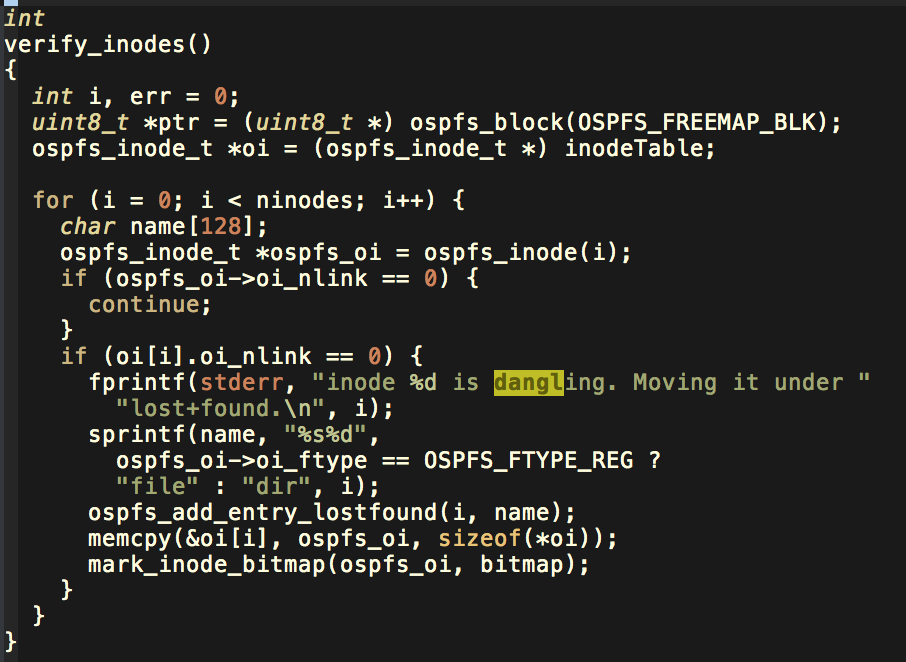 int
verify_inodes()
{
  int i, err = 0;
  uint8_t *ptr = (uint8_t *) ospfs_block(OSPFS_FREEMAP_BLK);
  ospfs_inode_t *oi = (ospfs_inode_t *) inodeTable;

  for (i = 0; i < ninodes; i++) {
    char name[128];
    ospfs_inode_t *ospfs_oi = ospfs_inode(i);
    if (ospfs_oi->oi_nlink == 0) {
      continue;
    }
    if (oi[i].oi_nlink == 0) {
      fprintf(stderr, "inode %d is dangling. Moving it under "
        "lost+found.\n", i);
      sprintf(name, "%s%d",
        ospfs_oi->oi_ftype == OSPFS_FTYPE_REG ?
        "file" : "dir", i);
      ospfs_add_entry_lostfound(i, name);
      memcpy(&oi[i], ospfs_oi, sizeof(*oi));
      mark_inode_bitmap(ospfs_oi, bitmap);
    }
  }
}